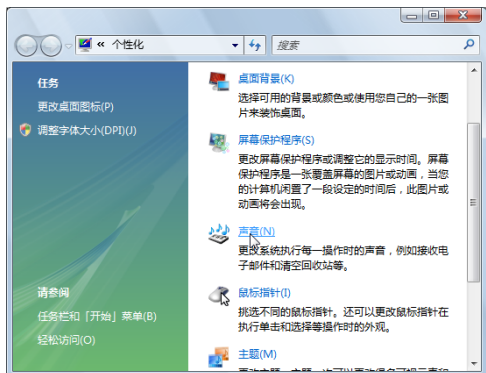 « 个性化
搜索
任务
更改桌面图标(P)
调整字体大小(DPI)(J)
请参阅
任务栏和「开始」菜单(B)
轻松访问(O)
桌面背景(K)
选择可用的背景或颜色或使用您自己的一张图
片来装饰桌面。
屏幕保护程序(S)
更改屏幕保护程序或调整它的显示时间。屏幕
保护程序是一张覆盖屏幕的图片或动画，当您
的计算机闲置了一段设定的时间后，此图片或
动画将会出现。
声音(N)
更改系统执行每一操作时的声音，例如接收电
子邮件和清空回收站等。
鼠标指针(I)
挑选不同的鼠标指针。还可以更改鼠标指针在
执行单击和选择等操作时的外观。
主题(M)